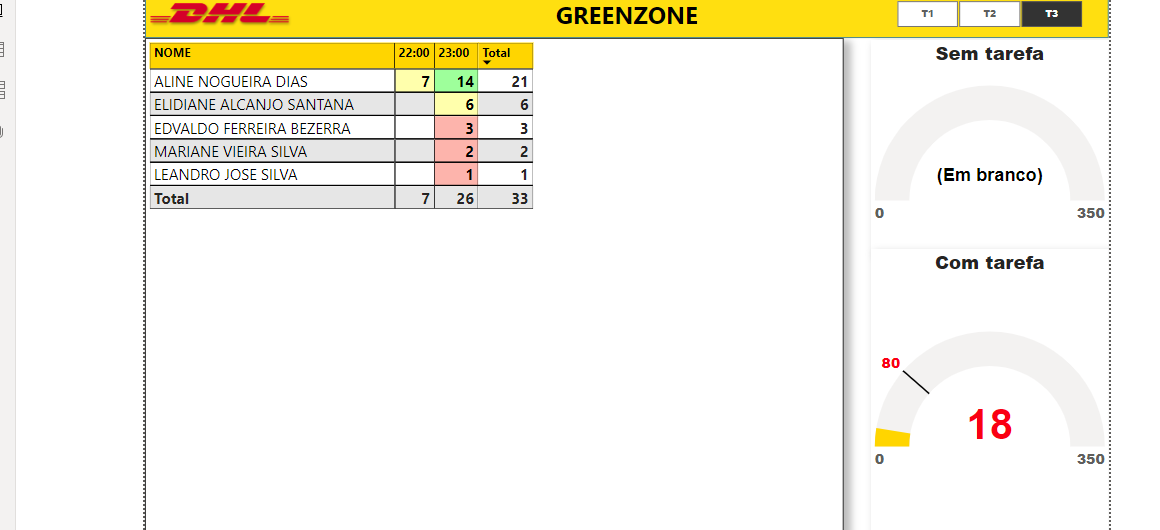 DHL GREENZONE T1 T2 T3
NOME 22:00 23:00 Total
ALINE NOGUEIRA DIAS 7 14 21
ELIDIANE ALCANJO SANTANA 6 6
EDVALDO FERREIRA BEZERRA 3 3
MARIANE VIEIRA SILVA 2 2
LEANDRO JOSE SILVA 1 1
Total 7 26 33
Sem tarefa
(Em branco)
0 350
Com tarefa
80
18
0 350